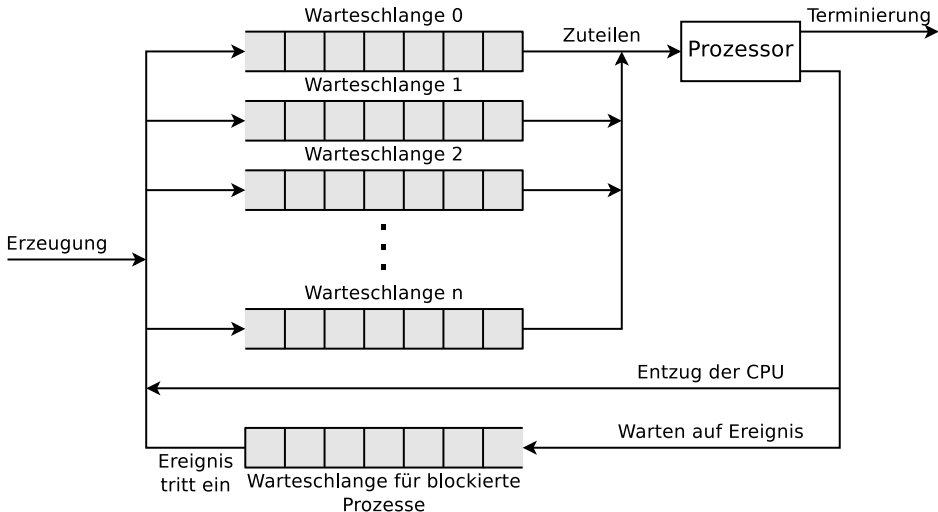 Warteschlange 0
Terminierung
Zuteilen
Prozessor
Warteschlange 1
Warteschlange 2
Erzeugung
Warteschlange n
Entzug der CPU
Warten auf Ereignis
Ereignis
tritt ein
Warteschlange für blockierte
Prozesse